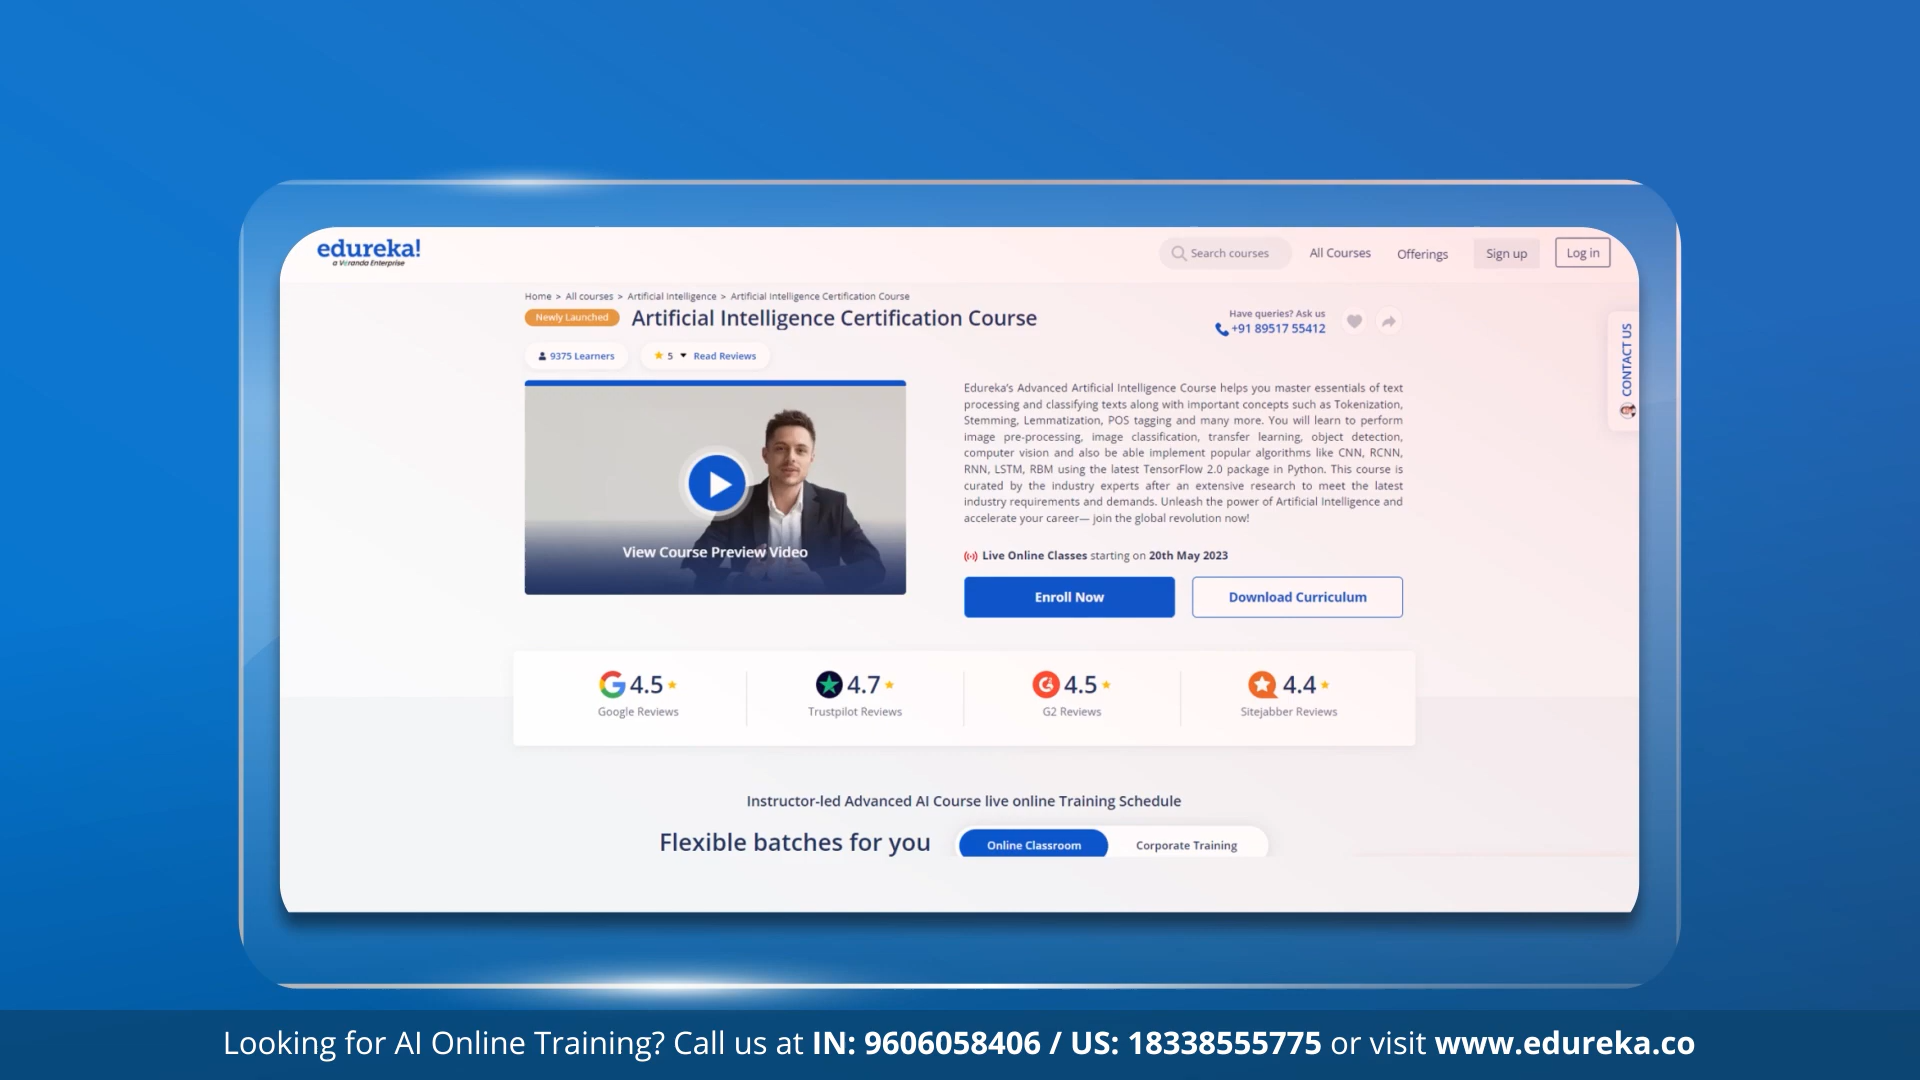 edureka!
a Veranda Enterprise
Search courses
All Courses
Offerings
Sign up
Log in
Home > All courses > Artificial Intelligence > Artificial Intelligence Certification Course
Newly Launched
Artificial Intelligence Certification Course
Have queries? Ask us
+91 89517 55412
9375 Learners
5
Read Reviews
CONTACT US
View Course Preview Video
Edureka's Advanced Artificial Intelligence Course helps you master essentials of text
processing and classifying texts along with important concepts such as Tokenization,
Stemming, Lemmatization, POS tagging and many more. You will learn to perform
image pre-processing, image classification, transfer learning, object detection,
computer vision and also be able implement popular algorithms like CNN, RCNN,
RNN, LSTM, RBM using the latest TensorFlow 2.0 package in Python. This course is
curated by the industry experts after an extensive research to meet the latest
industry requirements and demands. Unleash the power of Artificial Intelligence and
accelerate your career— join the global revolution now!
Live Online Classes starting on 20th May 2023
Enroll Now
Download Curriculum
4.5
Google Reviews
4.7
Trustpilot Reviews
4.5
G2 Reviews
4.4
Sitejabber Reviews
Instructor-led Advanced AI Course live online Training Schedule
Flexible batches for you
Online Classroom
Corporate Training
Looking for AI Online Training? Call us at IN: 9606058406 / US: 18338555775 or visit www.edureka.co